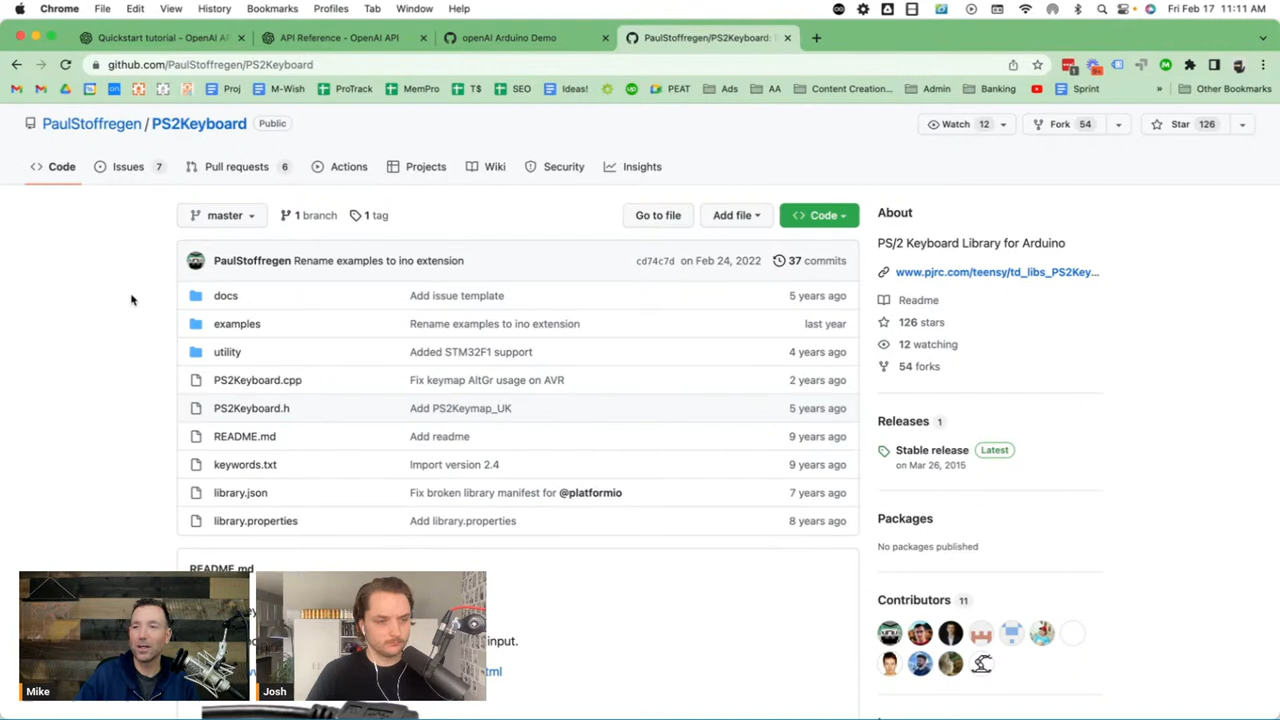 Chrome File Edit View History Bookmarks Profiles Tab Window Help Fri Feb 17 11:11 AM
Quickstart tutorial - OpenAI AP API Reference - OpenAI API openAI Arduino Demo PaulStoffregen/PS2Keyboard:
github.com/PaulStoffregen/PS2Keyboard
Proj M-Wish ProTrack MemPro T$ SEO Ideas! PEAT Ads AA Content Creation... Admin Banking Sprint » Other Bookmarks
PaulStoffregen / PS2Keyboard Public Watch 12 Fork 54 Star 126
Code Issues 7 Pull requests 6 Actions Projects Wiki Security Insights
master 1 branch 1 tag Go to file Add file Code
PaulStoffregen Rename examples to ino extension cd74c7d on Feb 24, 2022 37 commits
docs Add issue template 5 years ago
examples Rename examples to ino extension last year
utility Added STM32F1 support 4 years ago
PS2Keyboard.cpp Fix keymap AltGr usage on AVR 2 years ago
PS2Keyboard.h Add PS2Keymap_UK 5 years ago
README.md Add readme 9 years ago
keywords.txt Import version 2.4 9 years ago
library.json Fix broken library manifest for @platformio 7 years ago
library.properties Add library.properties 8 years ago
README.md
input.
html
About
PS/2 Keyboard Library for Arduino
www.pjrc.com/teensy/td_libs_PS2Key...
Readme
126 stars
12 watching
54 forks
Releases 1
Stable release Latest
on Mar 26, 2015
Packages
No packages published
Contributors 11
Mike
Josh